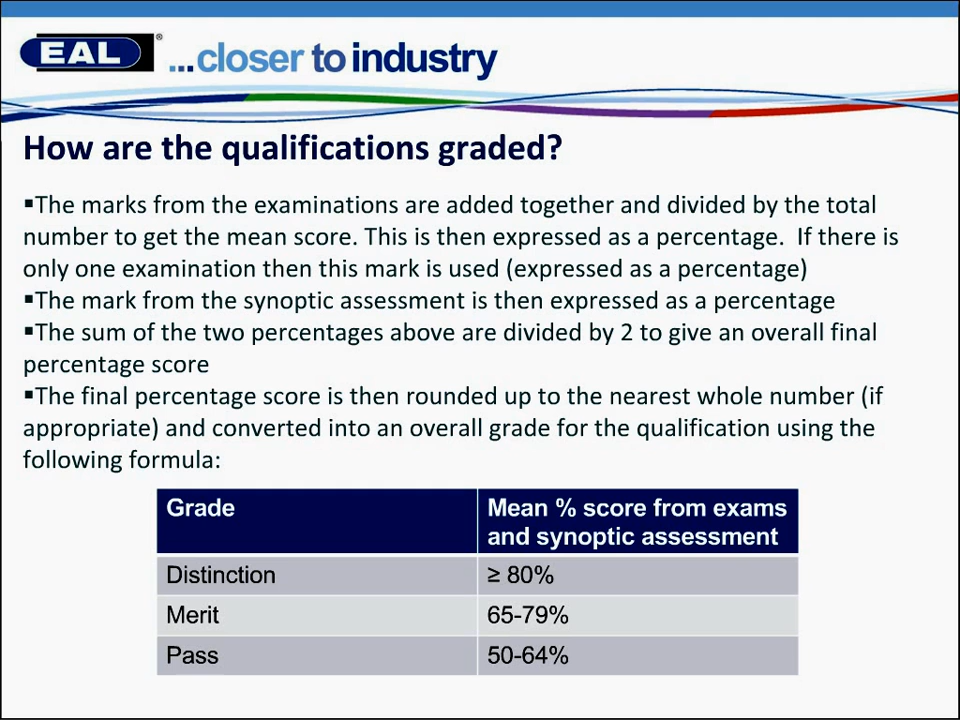 EAL® ...closer to industry
How are the qualifications graded?
▪The marks from the examinations are added together and divided by the total
number to get the mean score. This is then expressed as a percentage.  If there is
only one examination then this mark is used (expressed as a percentage)
▪The mark from the synoptic assessment is then expressed as a percentage
▪The sum of the two percentages above are divided by 2 to give an overall final
percentage score
▪The final percentage score is then rounded up to the nearest whole number (if
appropriate) and converted into an overall grade for the qualification using the
following formula:
Grade Mean % score from exams
and synoptic assessment
Distinction ≥ 80%
Merit 65-79%
Pass 50-64%